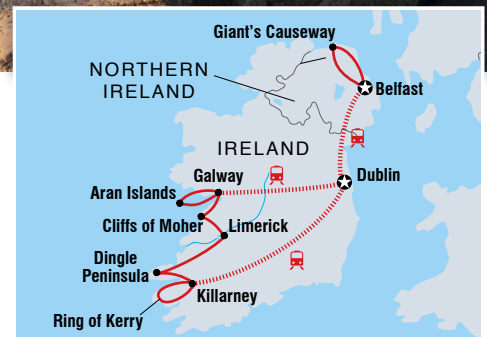 Giant's Causeway
NORTHERN
IRELAND
Belfast
IRELAND
Galway
Dublin
Aran Islands
Cliffs of Moher
Limerick
Dingle
Peninsula
Killarney
Ring of Kerry